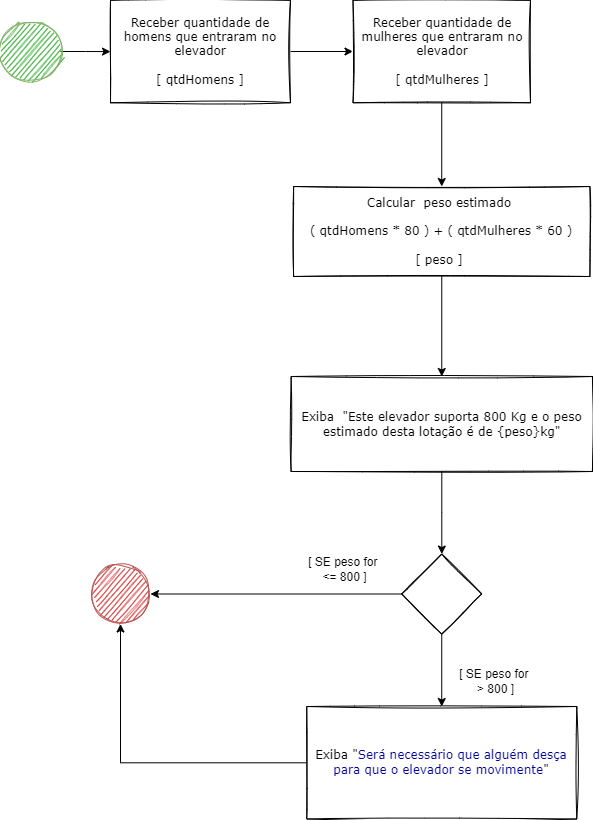 Receber quantidade de
homens que entraram no
elevador
[ qtdHomens ]
Receber quantidade de
mulheres que entraram no
elevador
[ qtdMulheres ]
Calcular  peso estimado
( qtdHomens * 80 ) + ( qtdMulheres * 60 )
[ peso ]
Exiba  "Este elevador suporta 800 Kg e o peso
estimado desta lotação é de {peso}kg"
[ SE peso for
<= 800 ]
[ SE peso for
> 800 ]
Exiba "Será necessário que alguém desça
para que o elevador se movimente"